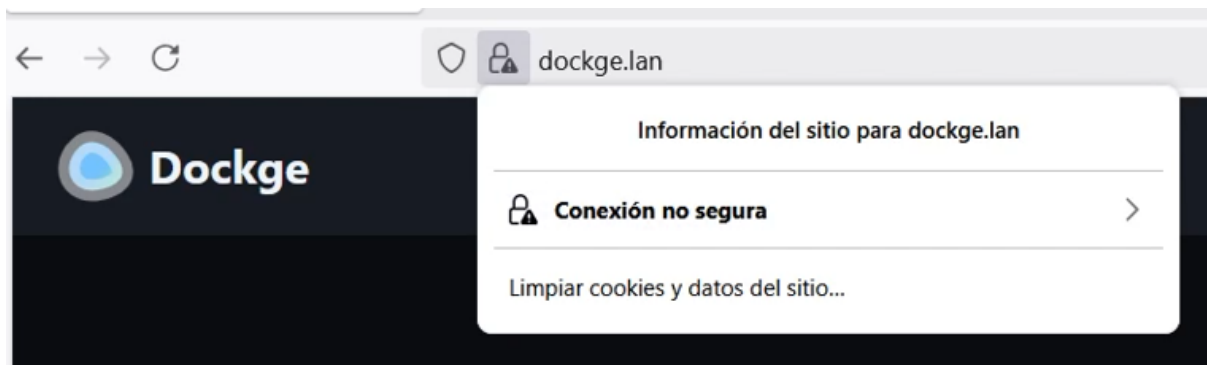 dockge.lan
Información del sitio para dockge.lan
Dockge
Conexión no segura
Limpiar cookies y datos del sitio...